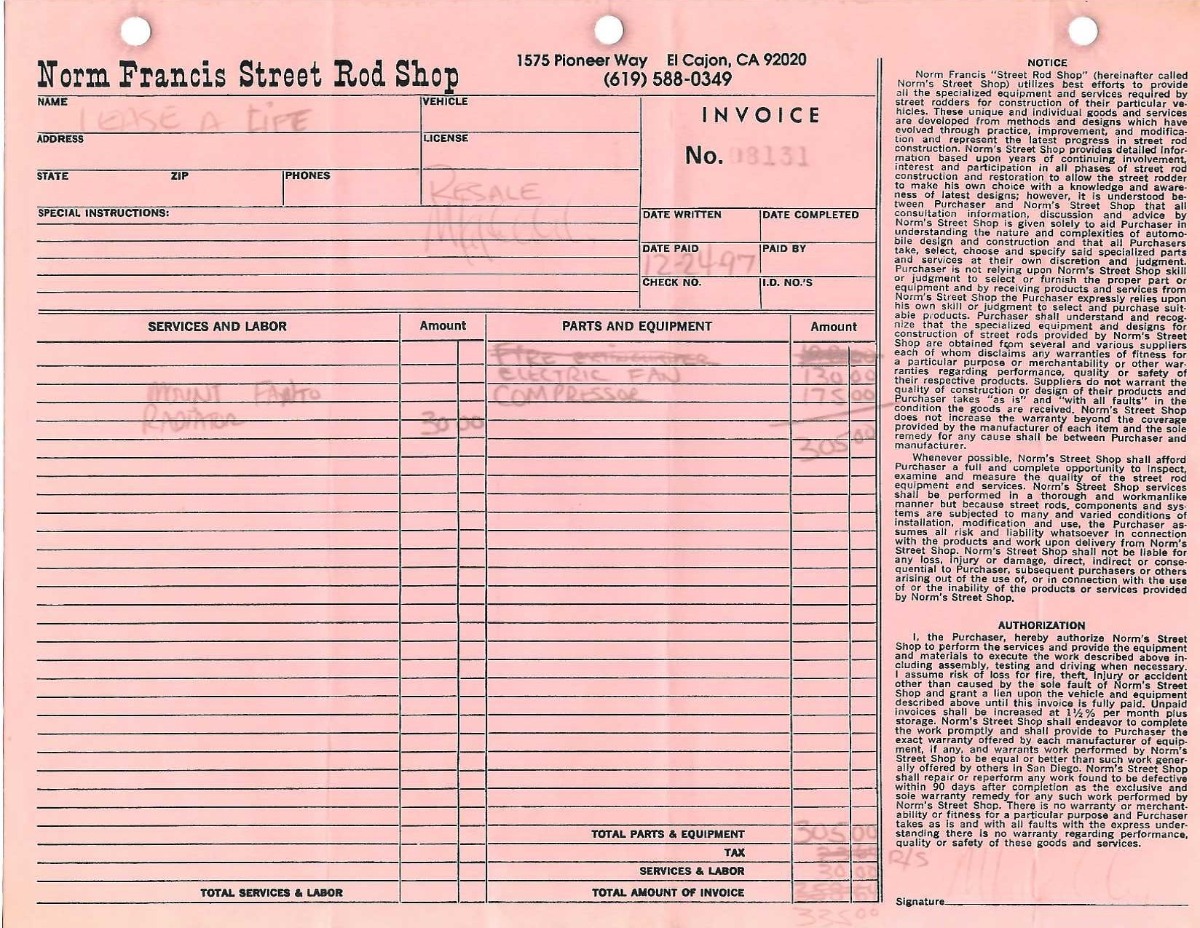 Norm Francis Street Rod Shop
1575 Pioneer Way El Cajon, CA 92020
(619) 588-0349
NAME
LEASE A LIFE
VEHICLE
INVOICE
ADDRESS
LICENSE
No. 08131
STATE ZIP PHONES
RESALE
SPECIAL INSTRUCTIONS:
DATE WRITTEN DATE COMPLETED
DATE PAID PAID BY
12-24-97
CHECK NO. I.D. NO.'S
SERVICES AND LABOR Amount PARTS AND EQUIPMENT Amount
FIRE EXTINGUISHER
ELECTRIC FAN 130 00
MOUNT FAN TO COMPRESSOR 175 00
RADIATOR 30 00
305 00
TOTAL PARTS & EQUIPMENT 305 00
TAX R/S
SERVICES & LABOR 30 00
TOTAL SERVICES & LABOR TOTAL AMOUNT OF INVOICE
335 00
NOTICE
Norm Francis "Street Rod Shop" (hereinafter called
Norm's Street Shop) utilizes best efforts to provide
all the specialized equipment and services required by
street rodders for construction of their particular ve-
hicles. These unique and individual goods and services
are developed from methods and designs which have
evolved through practice, improvement, and modifica-
tion and represent the latest progress in street rod
construction. Norm's Street Shop provides detailed infor-
mation based upon years of continuing involvement,
interest and participation in all phases of street rod
construction and restoration to allow the street rodder
to make his own choice with a knowledge and aware-
ness of latest designs; however, it is understood be-
tween Purchaser and Norm's Street Shop that all
consultation information, discussion and advice by
Norm's Street Shop is given solely to aid Purchaser in
understanding the nature and complexities of automo-
bile design and construction and that all Purchasers
take, select, choose and specify said specialized parts
and services at their own discretion and judgment.
Purchaser is not relying upon Norm's Street Shop skill
or judgment to select or furnish the proper part or
equipment and by receiving products and services from
Norm's Street Shop the Purchaser expressly relies upon
his own skill or judgment to select and purchase suit-
able products. Purchaser shall understand and recog-
nize that the specialized equipment and designs for
construction of street rods provided by Norm's Street
Shop are obtained from several and various suppliers
each of whom disclaims any warranties of fitness for
a particular purpose or merchantability or other war-
ranties regarding performance, quality or safety of
their respective products. Suppliers do not warrant the
quality of construction or design of their products and
Purchaser takes "as is" and "with all faults" in the
condition the goods are received. Norm's Street Shop
does not increase the warranty beyond the coverage
provided by the manufacturer of each item and the sole
remedy for any cause shall be between Purchaser and
manufacturer.
Whenever possible, Norm's Street Shop shall afford
Purchaser a full and complete opportunity to inspect,
examine and measure the quality of the street rod
equipment and services. Norm's Street Shop services
shall be performed in a thorough and workmanlike
manner but because street rods, components and sys-
tems are subjected to many and varied conditions of
installation, modification and use, the Purchaser as-
sumes all risk and liability whatsoever in connection
with the products and work upon delivery from Norm's
Street Shop. Norm's Street Shop shall not be liable for
any loss, injury or damage, direct, indirect or conse-
quential to Purchaser, subsequent purchasers or others
arising out of the use of, or in connection with the use
of or the inability of the products or services provided
by Norm's Street Shop.
AUTHORIZATION
I, the Purchaser, hereby authorize Norm's Street
Shop to perform the services and provide the equipment
and materials to execute the work described above in-
cluding assembly, testing and driving when necessary.
I assume risk of loss for fire, theft, injury or accident
other than caused by the sole fault of Norm's Street
Shop and grant a lien upon the vehicle and equipment
described above until this invoice is fully paid. Unpaid
invoices shall be increased at 1½% per month plus
storage. Norm's Street Shop shall endeavor to complete
the work promptly and shall provide to Purchaser the
exact warranty offered by each manufacturer of equip-
ment, if any, and warrants work performed by Norm's
Street Shop to be equal or better than such work gener-
ally offered by others in San Diego. Norm's Street Shop
shall repair or reperform any work found to be defective
within 90 days after completion as the exclusive and
sole warranty remedy for any such work performed by
Norm's Street Shop. There is no warranty or merchant-
ability or fitness for a particular purpose and Purchaser
takes as is and with all faults with the express under-
standing there is no warranty regarding performance,
quality or safety of these goods and services.
Signature